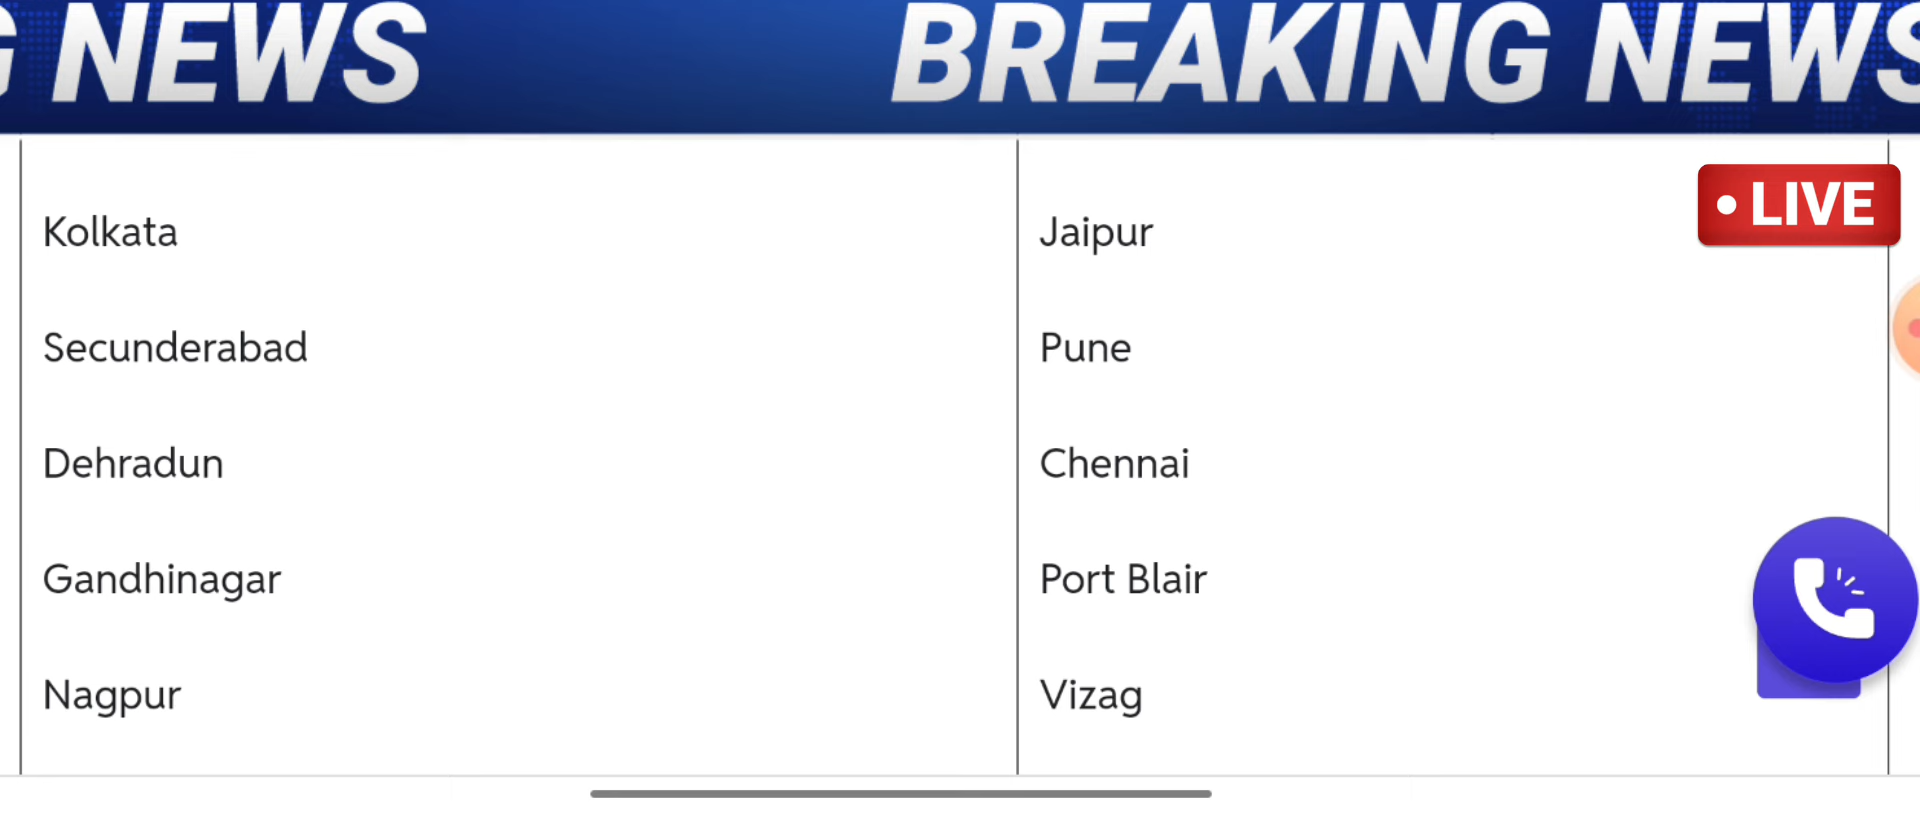 G NEWS BREAKING NEWS
LIVE
Kolkata Jaipur
Secunderabad Pune
Dehradun Chennai
Gandhinagar Port Blair
Nagpur Vizag